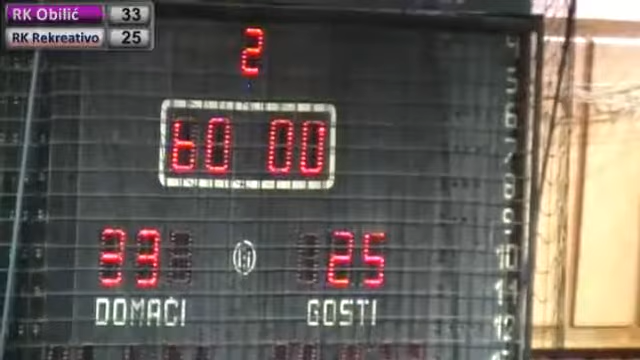 RK Obilić 33
RK Rekreativo 25
2
60 00
33 25
DOMAĆI GOSTI